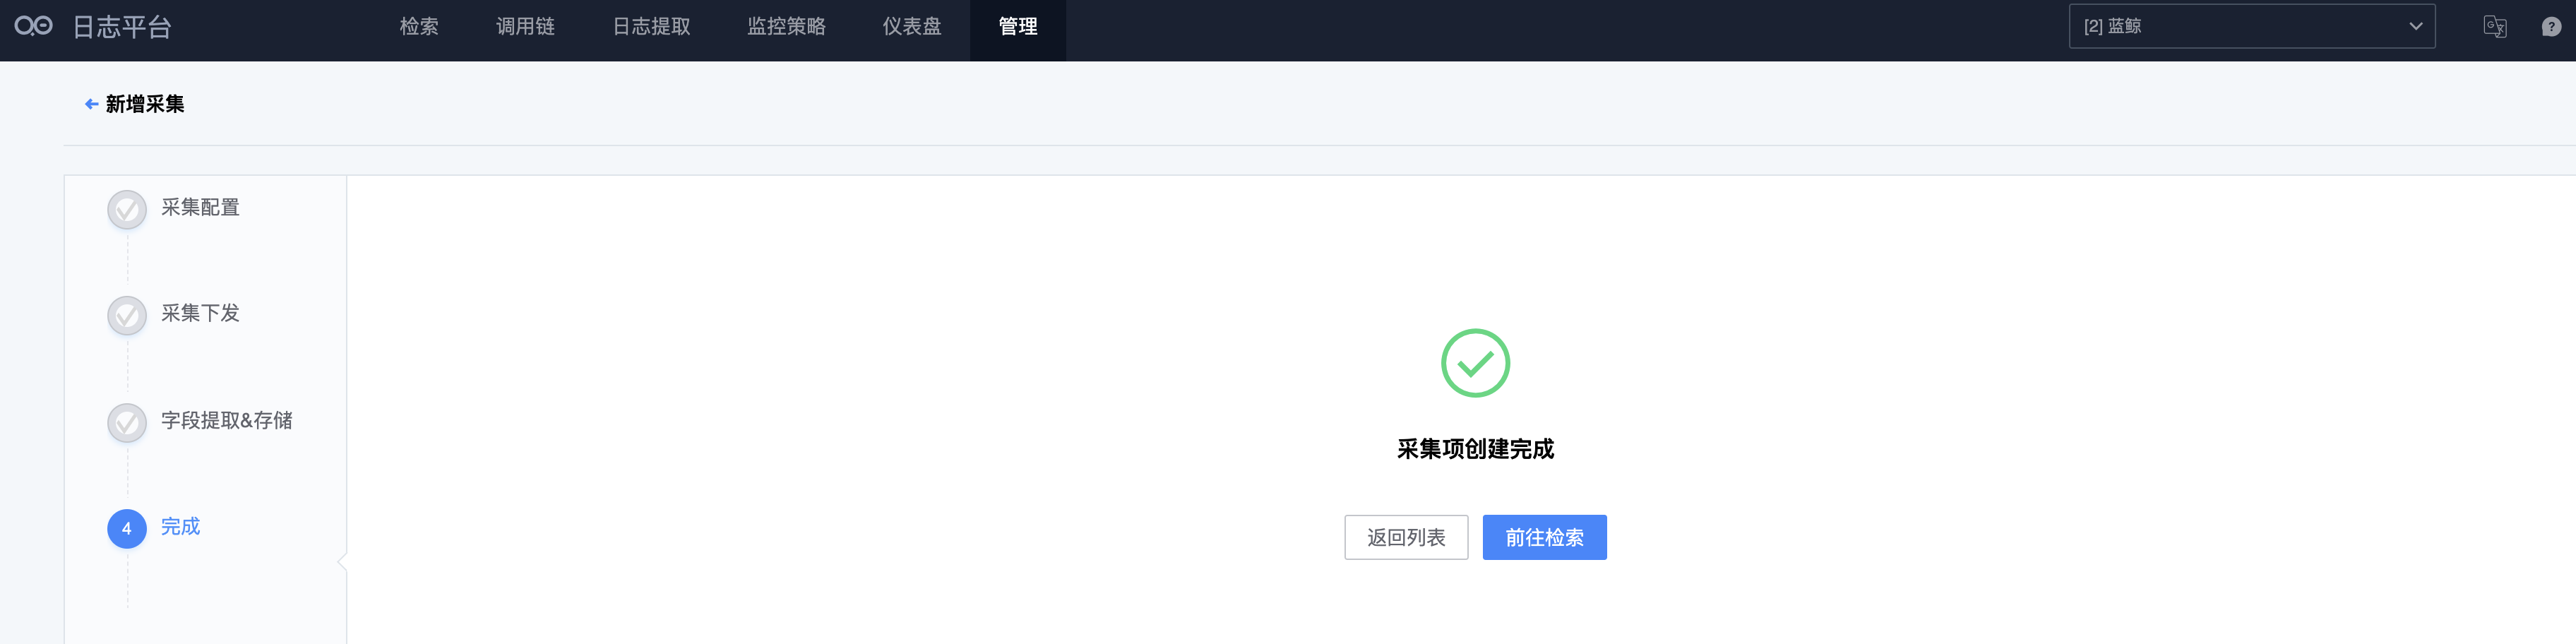 日志平台
检索
调用链
日志提取
监控策略
仪表盘
管理
[2] 蓝鲸
新增采集
采集配置
采集下发
字段提取&存储
4 完成
采集项创建完成
返回列表
前往检索